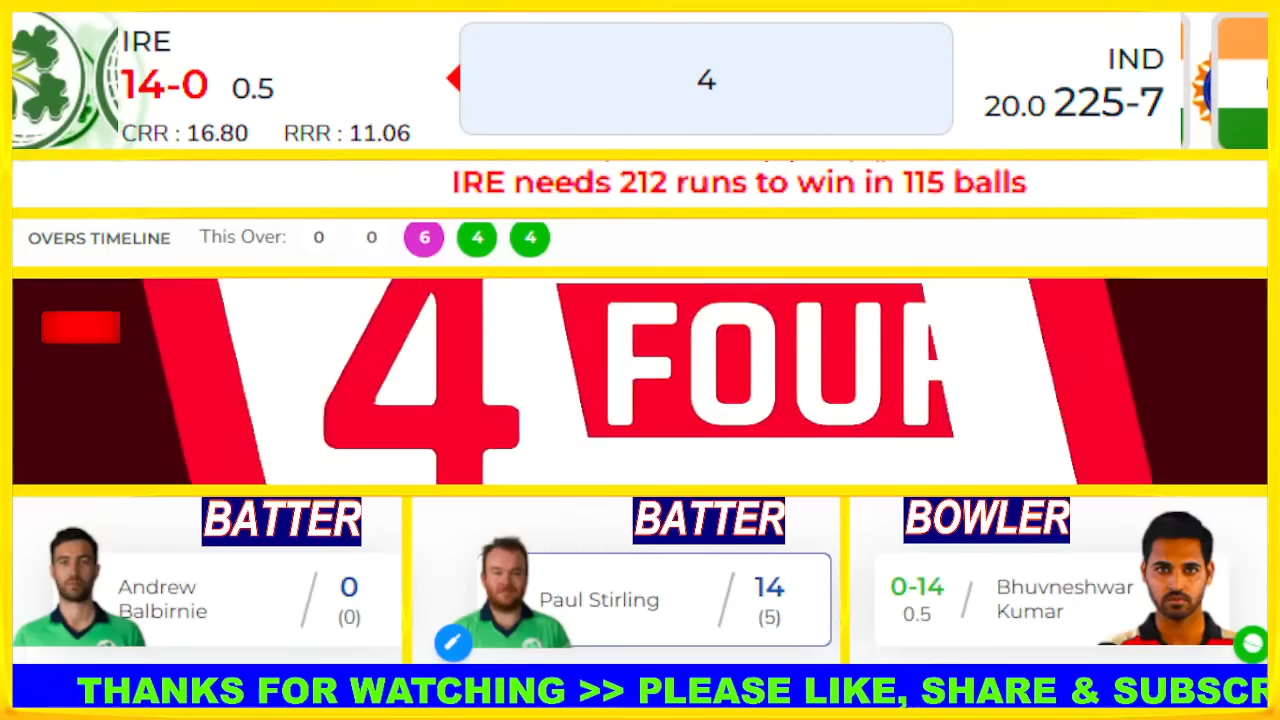 IRE
14-0 0.5
CRR : 16.80 RRR : 11.06
4
IND
20.0 225-7
IRE needs 212 runs to win in 115 balls
OVERS TIMELINE This Over: 0 0 6 4 4
4 FOUR
BATTER
Andrew
Balbirnie
0
(0)
BATTER
Paul Stirling
14
(5)
BOWLER
0-14
0.5
Bhuvneshwar
Kumar
THANKS FOR WATCHING >> PLEASE LIKE, SHARE & SUBSCR